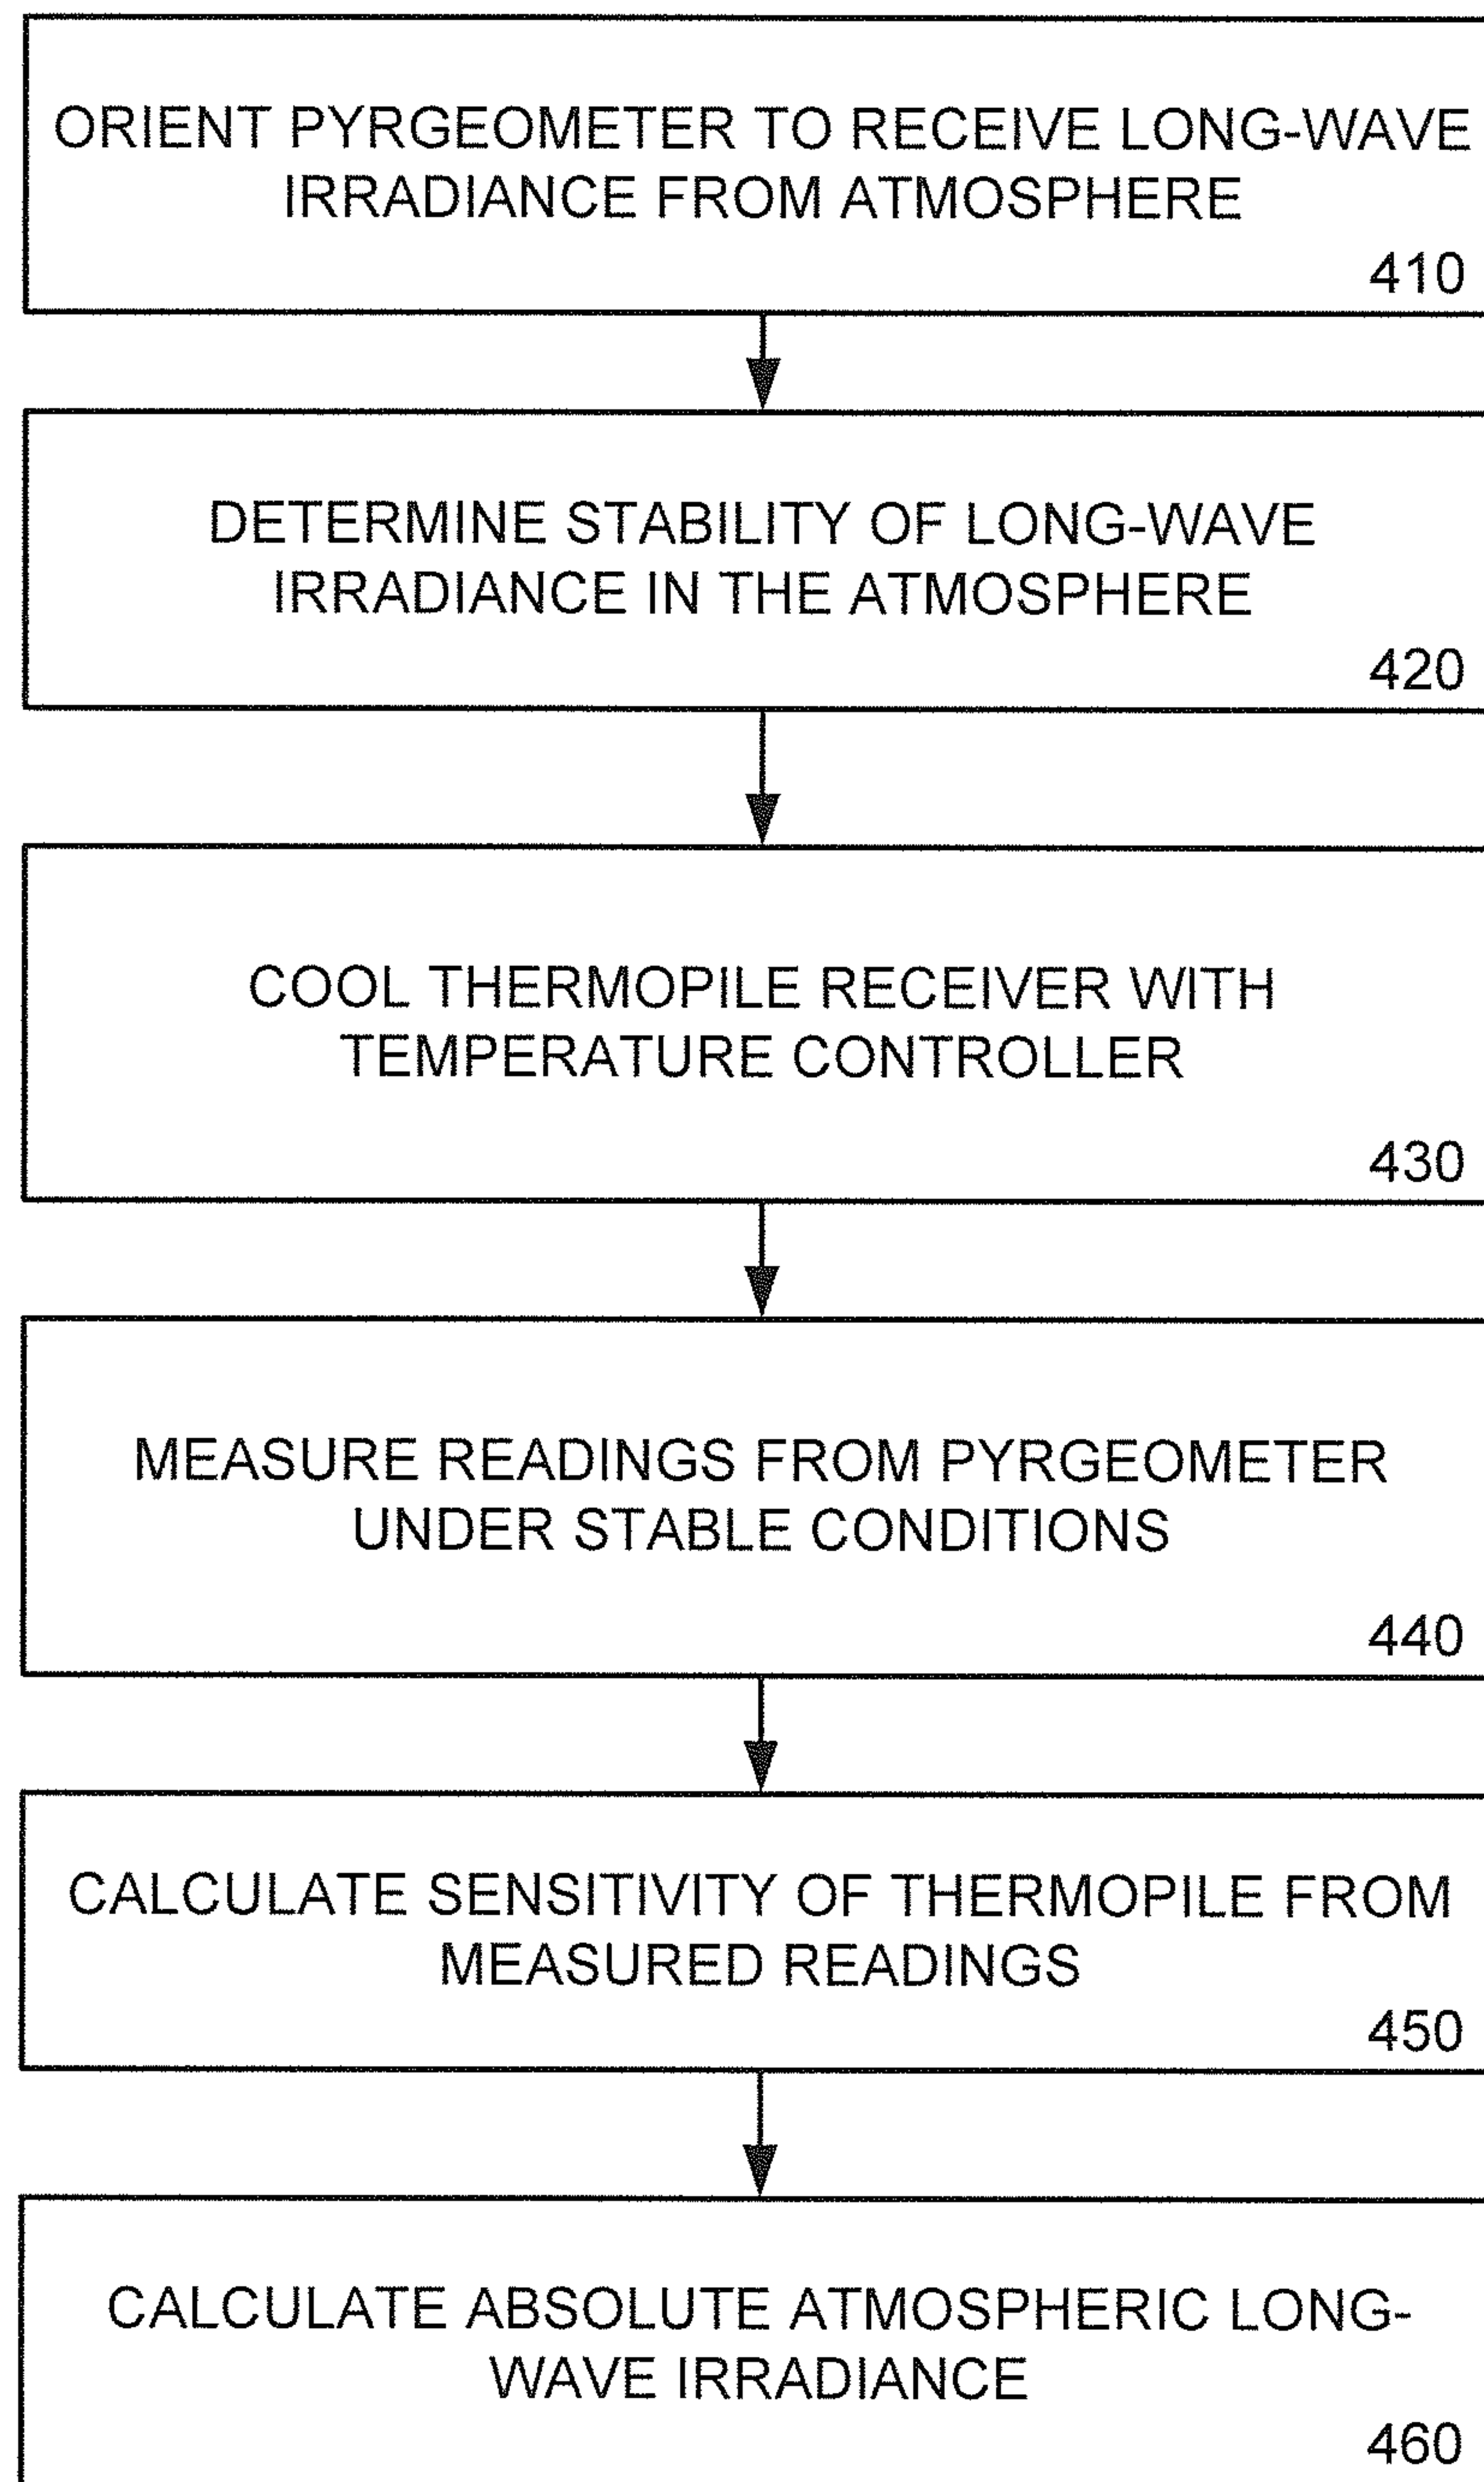 ORIENT PYRGEOMETER TO RECEIVE LONG-WAVE
IRRADIANCE FROM ATMOSPHERE
410
DETERMINE STABILITY OF LONG-WAVE
IRRADIANCE IN THE ATMOSPHERE
420
COOL THERMOPILE RECEIVER WITH
TEMPERATURE CONTROLLER
430
MEASURE READINGS FROM PYRGEOMETER
UNDER STABLE CONDITIONS
440
CALCULATE SENSITIVITY OF THERMOPILE FROM
MEASURED READINGS
450
CALCULATE ABSOLUTE ATMOSPHERIC LONG-
WAVE IRRADIANCE
460